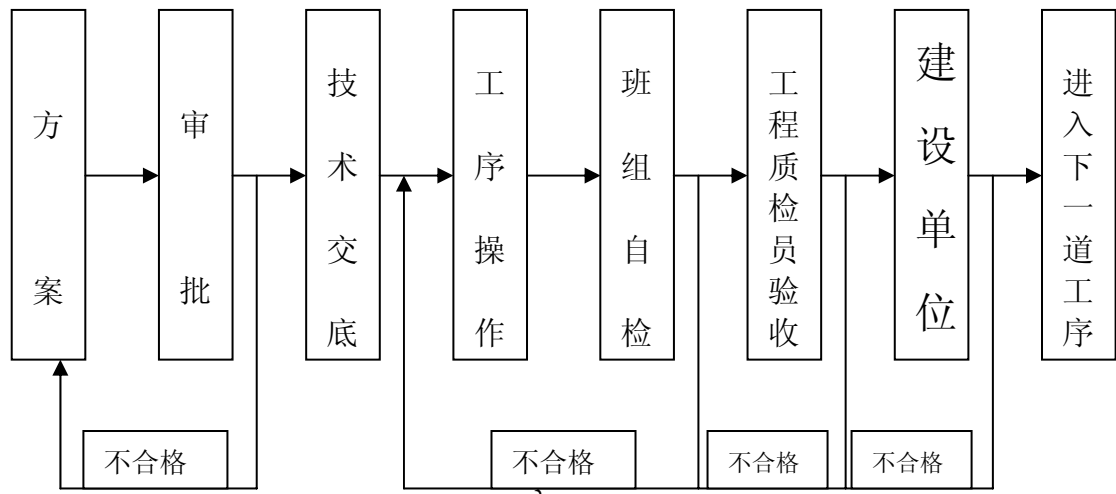 方案
审批
技术交底
工序操作
班组自检
工程质检员验收
建设单位
进入下一道工序
不合格
不合格
不合格
不合格